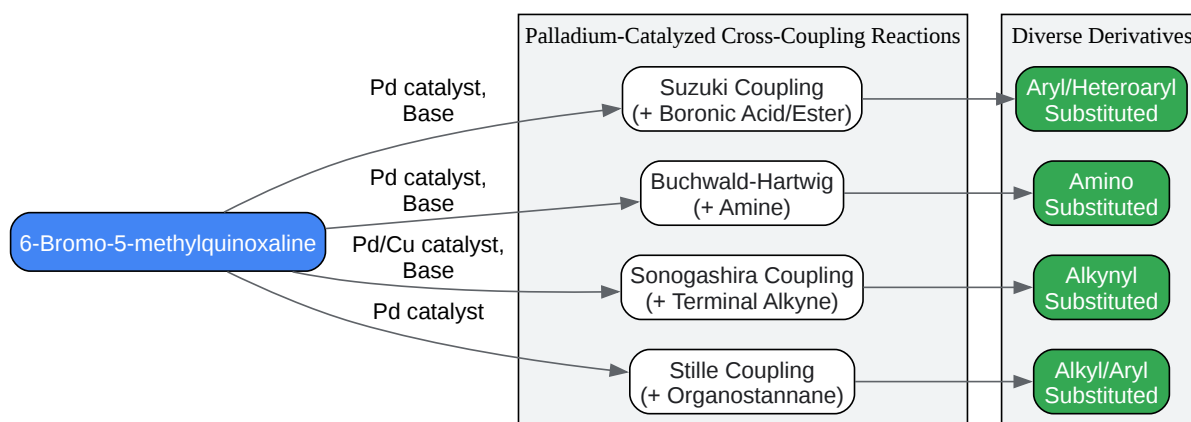 Palladium-Catalyzed Cross-Coupling Reactions
Diverse Derivatives
Pd catalyst,
Base
Suzuki Coupling
(+ Boronic Acid/Ester)
Aryl/Heteroaryl
Substituted
Pd catalyst,
Base
Buchwald-Hartwig
(+ Amine)
Amino
Substituted
6-Bromo-5-methylquinoxaline
Pd/Cu catalyst,
Base
Sonogashira Coupling
(+ Terminal Alkyne)
Alkynyl
Substituted
Pd catalyst
Stille Coupling
(+ Organostannane)
Alkyl/Aryl
Substituted